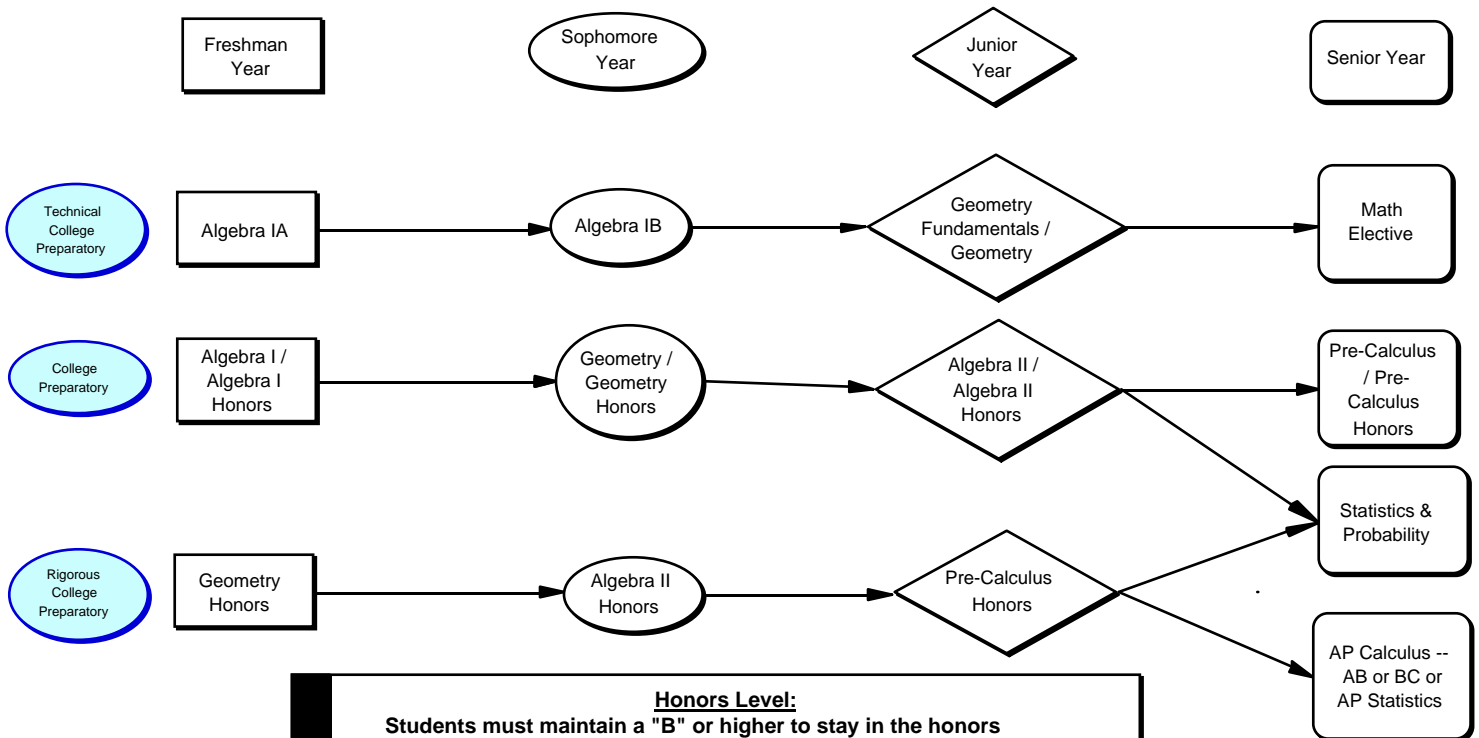 Freshman
Year
Sophomore
Year
Junior
Year
Senior Year
Technical
College
Preparatory
Algebra IA
Algebra IB
Geometry
Fundamentals /
Geometry
Math
Elective
College
Preparatory
Algebra I /
Algebra I
Honors
Geometry /
Geometry
Honors
Algebra II /
Algebra II
Honors
Pre-Calculus
/ Pre-
Calculus
Honors
Statistics &
Probability
Rigorous
College
Preparatory
Geometry
Honors
Algebra II
Honors
Pre-Calculus
Honors
AP Calculus --
AB or BC or
AP Statistics
Honors Level:
Students must maintain a "B" or higher to stay in the honors